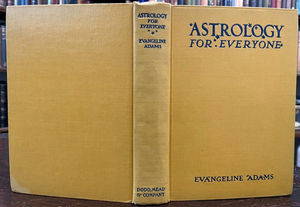 ASTROLOGY
FOR
EVERYONE
EVANGELINE
ADAMS
DODD, MEAD
& COMPANY
ASTROLOGY
FOR EVERYONE
EVANGELINE ADAMS